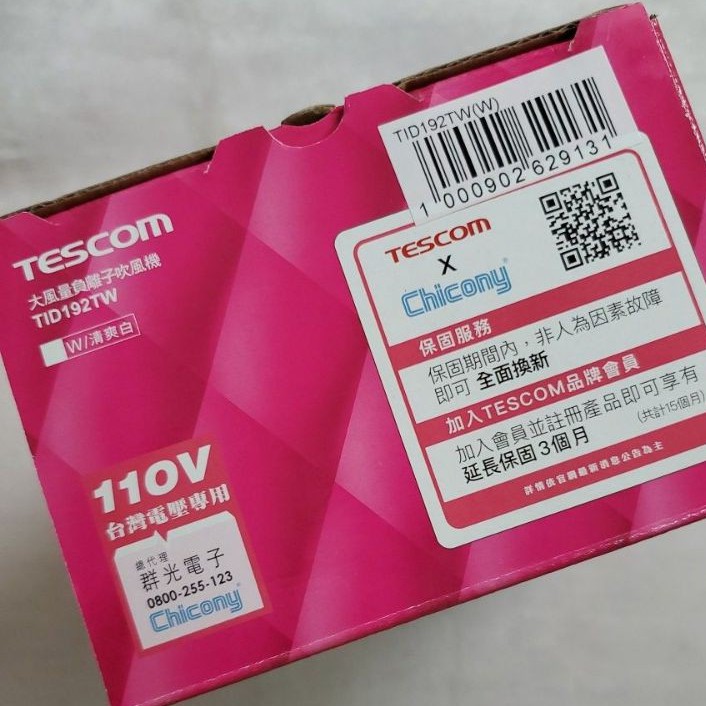 TESCOM
大風量負離子吹風機
TID192TW
W/清爽白
110V
台灣電壓專用
總代理
群光電子
0800-255-123
Chicony
TID192TW(W)
1 000902 629131
TESCOM
X
Chicony
保固服務
保固期間內，非人為因素故障
即可 全面換新
加入TESCOM品牌會員
加入會員並註冊產品即可享有
延長保固3個月 (共計15個月)
詳情依官網最新消息公告為主